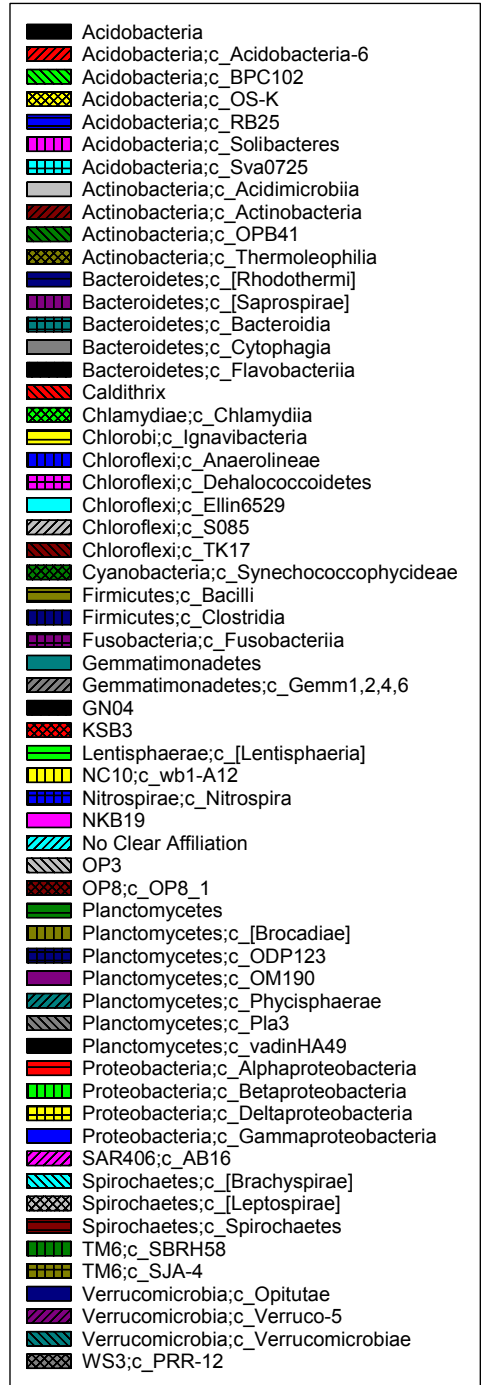 Acidobacteria
Acidobacteria;c_Acidobacteria-6
Acidobacteria;c_BPC102
Acidobacteria;c_OS-K
Acidobacteria;c_RB25
Acidobacteria;c_Solibacteres
Acidobacteria;c_Sva0725
Actinobacteria;c_Acidimicrobiia
Actinobacteria;c_Actinobacteria
Actinobacteria;c_OPB41
Actinobacteria;c_Thermoleophilia
Bacteroidetes;c_[Rhodothermi]
Bacteroidetes;c_[Saprospirae]
Bacteroidetes;c_Bacteroidia
Bacteroidetes;c_Cytophagia
Bacteroidetes;c_Flavobacteriia
Caldithrix
Chlamydiae;c_Chlamydiia
Chlorobi;c_Ignavibacteria
Chloroflexi;c_Anaerolineae
Chloroflexi;c_Dehalococcoidetes
Chloroflexi;c_Ellin6529
Chloroflexi;c_S085
Chloroflexi;c_TK17
Cyanobacteria;c_Synechococcophycideae
Firmicutes;c_Bacilli
Firmicutes;c_Clostridia
Fusobacteria;c_Fusobacteriia
Gemmatimonadetes
Gemmatimonadetes;c_Gemm1,2,4,6
GN04
KSB3
Lentisphaerae;c_[Lentisphaeria]
NC10;c_wb1-A12
Nitrospirae;c_Nitrospira
NKB19
No Clear Affiliation
OP3
OP8;c_OP8_1
Planctomycetes
Planctomycetes;c_[Brocadiae]
Planctomycetes;c_ODP123
Planctomycetes;c_OM190
Planctomycetes;c_Phycisphaerae
Planctomycetes;c_Pla3
Planctomycetes;c_vadinHA49
Proteobacteria;c_Alphaproteobacteria
Proteobacteria;c_Betaproteobacteria
Proteobacteria;c_Deltaproteobacteria
Proteobacteria;c_Gammaproteobacteria
SAR406;c_AB16
Spirochaetes;c_[Brachyspirae]
Spirochaetes;c_[Leptospirae]
Spirochaetes;c_Spirochaetes
TM6;c_SBRH58
TM6;c_SJA-4
Verrucomicrobia;c_Opitutae
Verrucomicrobia;c_Verruco-5
Verrucomicrobia;c_Verrucomicrobiae
WS3;c_PRR-12